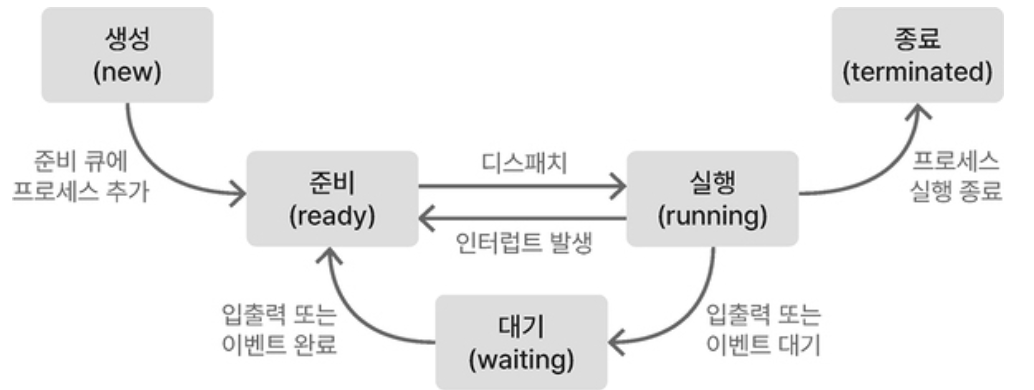 생성
(new)
종료
(terminated)
준비 큐에
프로세스 추가
준비
(ready)
디스패치
인터럽트 발생
실행
(running)
프로세스
실행 종료
입출력 또는
이벤트 완료
대기
(waiting)
입출력 또는
이벤트 대기